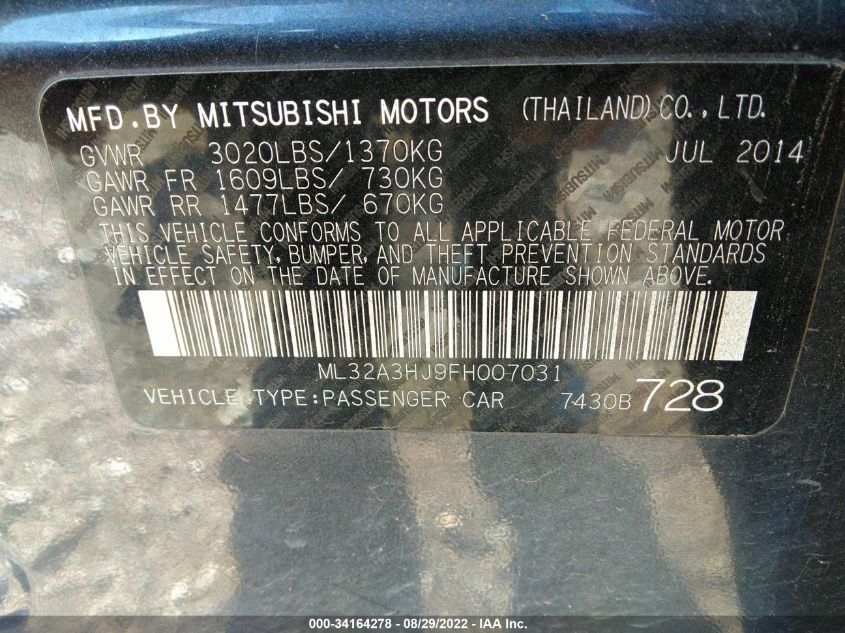 MFD.BY MITSUBISHI MOTORS (THAILAND)CO.,LTD.
GVWR 3020LBS/1370KG JUL 2014
GAWR FR 1609LBS/ 730KG
GAWR RR 1477LBS/ 670KG
THIS VEHICLE CONFORMS TO ALL APPLICABLE FEDERAL MOTOR
VEHICLE SAFETY,BUMPER,AND THEFT PREVENTION STANDARDS
IN EFFECT ON THE DATE OF MANUFACTURE SHOWN ABOVE.
ML32A3HJ9FH007031
VEHICLE TYPE:PASSENGER CAR 7430B 728
000-34164278 - 08/29/2022 - IAA Inc.